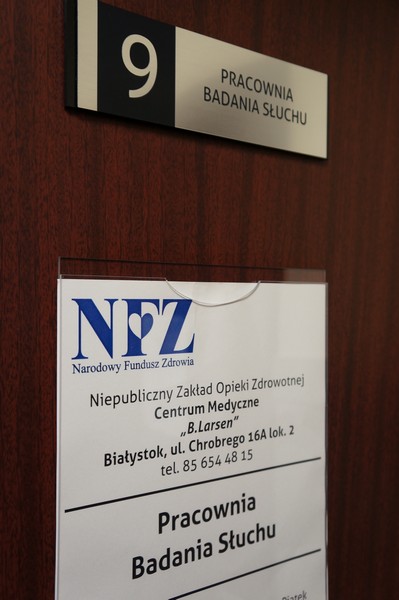 9
PRACOWNIA
BADANIA SŁUCHU
NFZ
Narodowy Fundusz Zdrowia
Niepubliczny Zakład Opieki Zdrowotnej
Centrum Medyczne
„B.Larsen”
Białystok, ul. Chrobrego 16A lok. 2
tel. 85 654 48 15
Pracownia
Badania Słuchu
Piątek